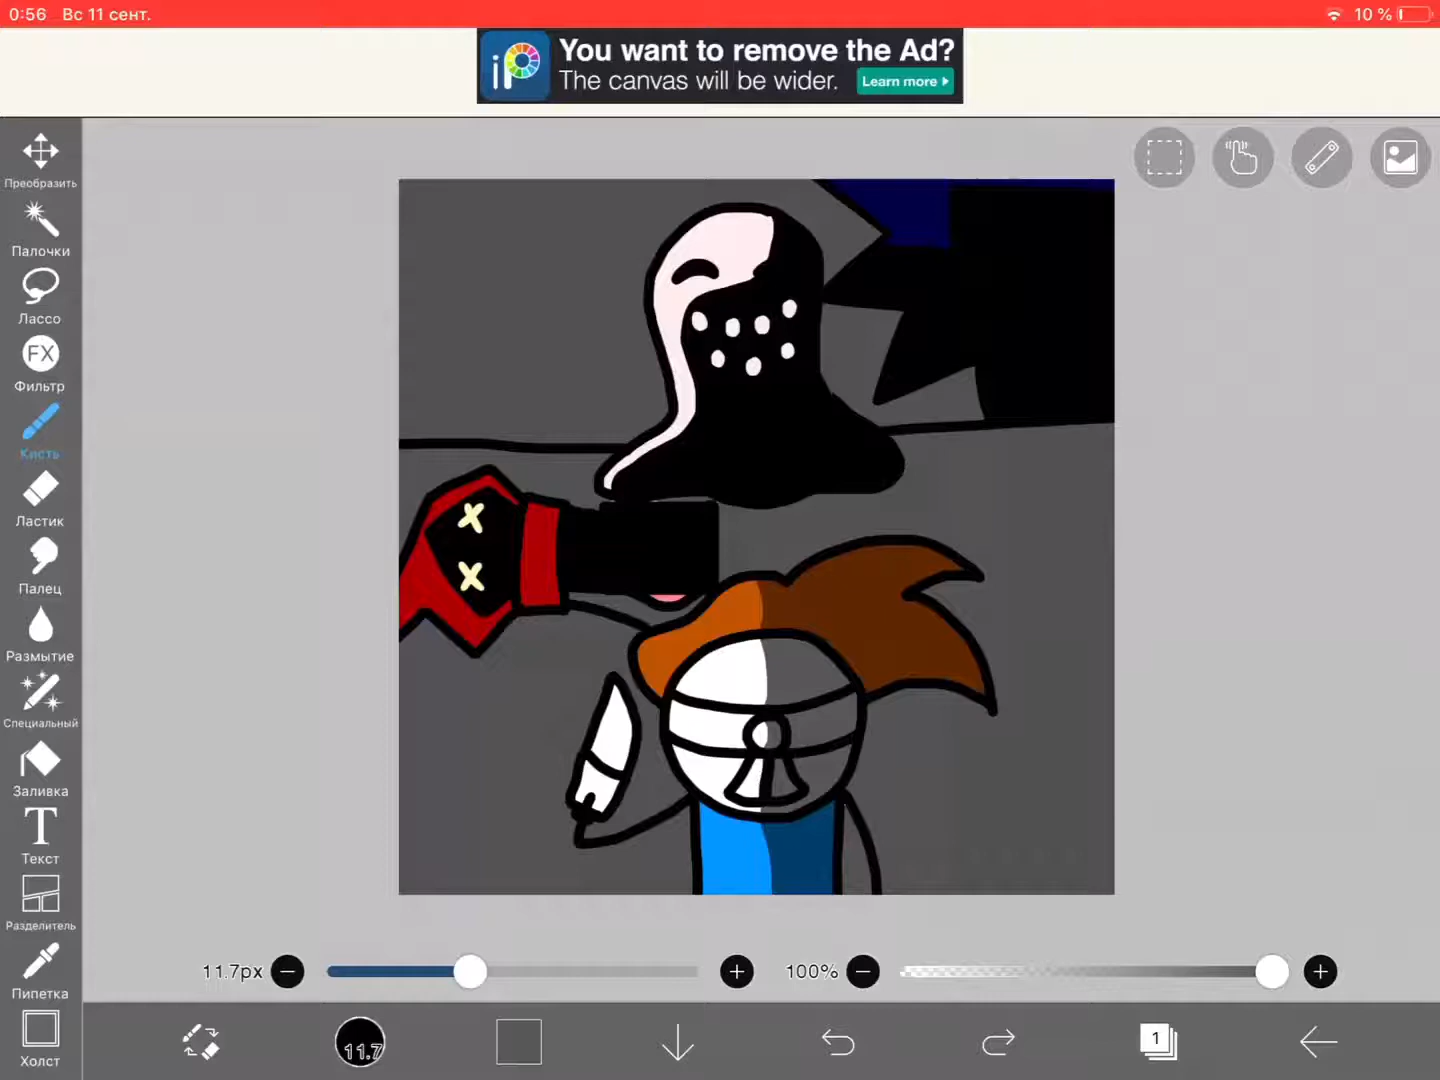 0:56 Вс 11 сент.
10 %
You want to remove the Ad?
The canvas will be wider. Learn more
iP
Преобразить
Палочки
Лассо
FX
Фильтр
Кисть
Ластик
Палец
Размытие
Специальный
Заливка
T
Текст
Разделитель
Пипетка
Холст
11.7px
100%
11.7
1